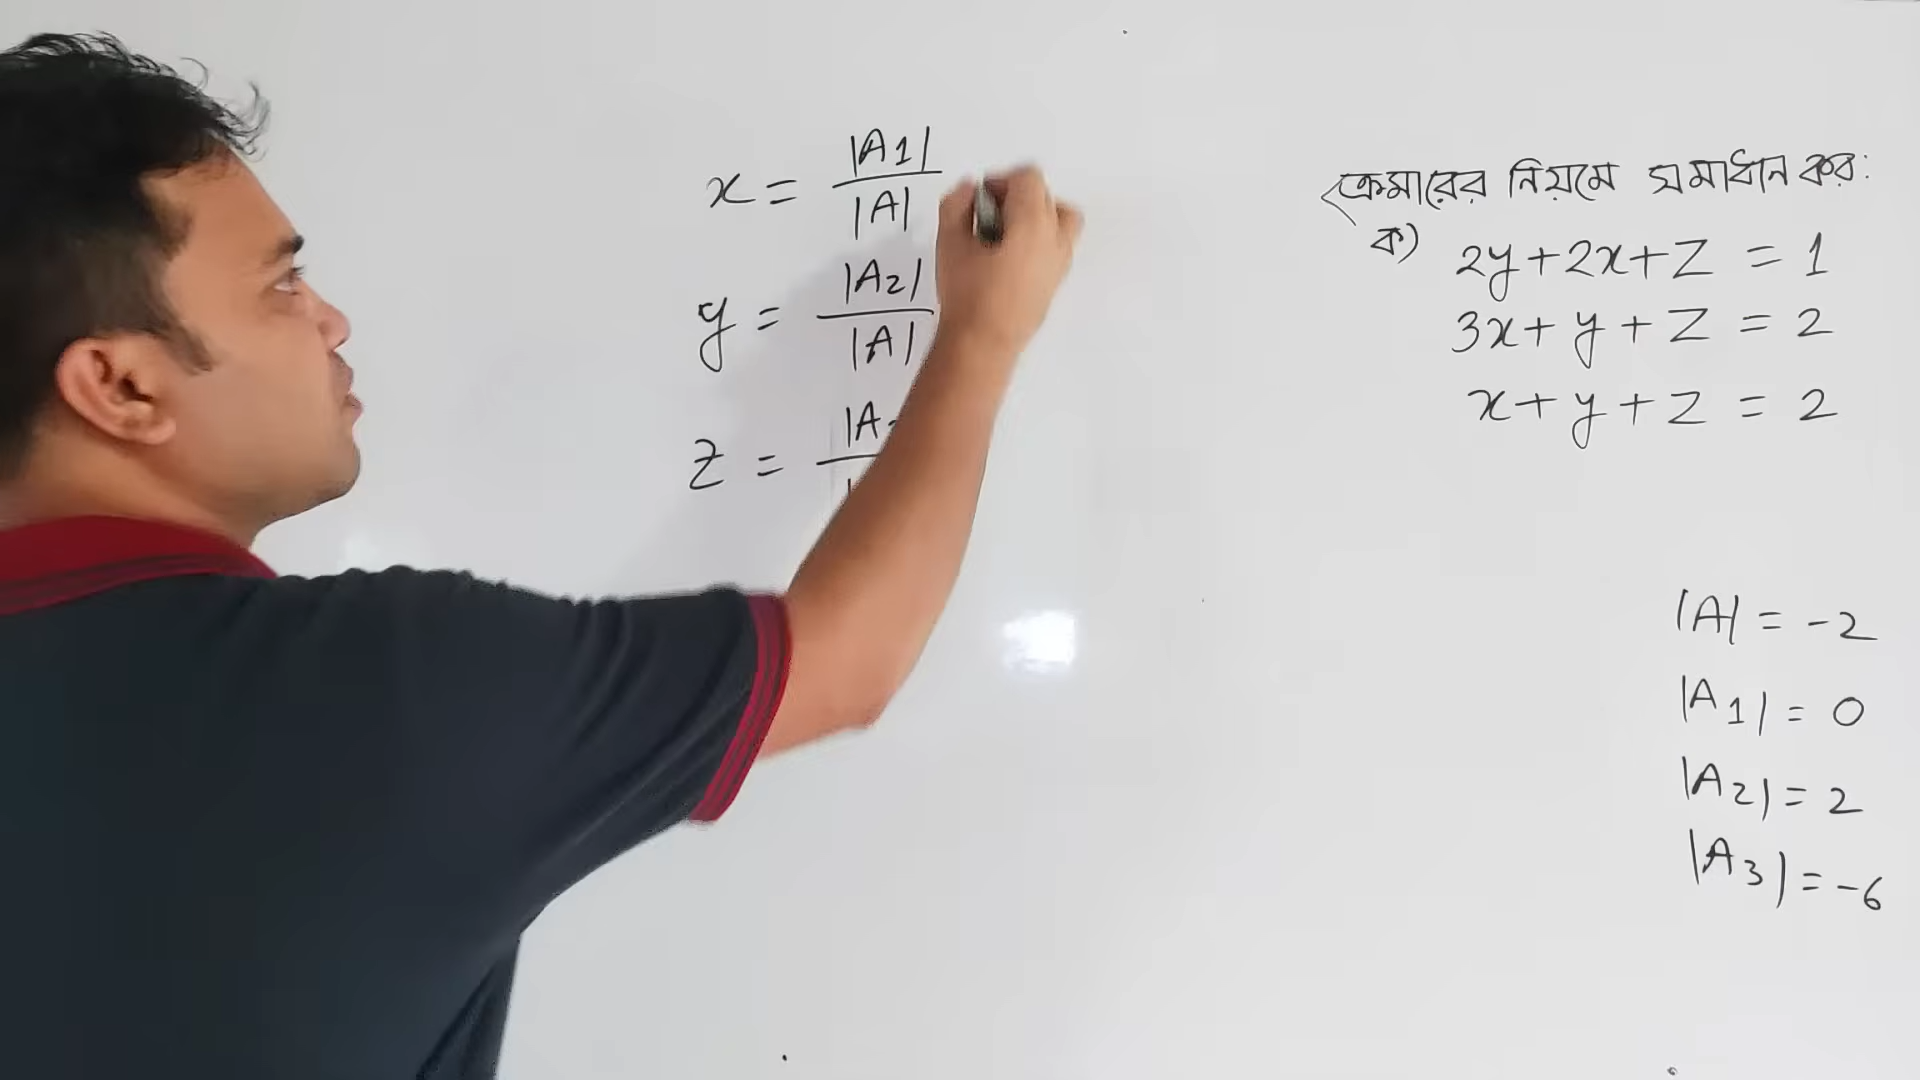 x = |A1| / |A|
y = |A2| / |A|
z =
ক্রেমারের নিয়মে সমাধান কর:
ক) 2y+2x+Z = 1
3x+y+Z = 2
x+y+Z = 2
|A| = -2
|A1| = 0
|A2| = 2
|A3| = -6